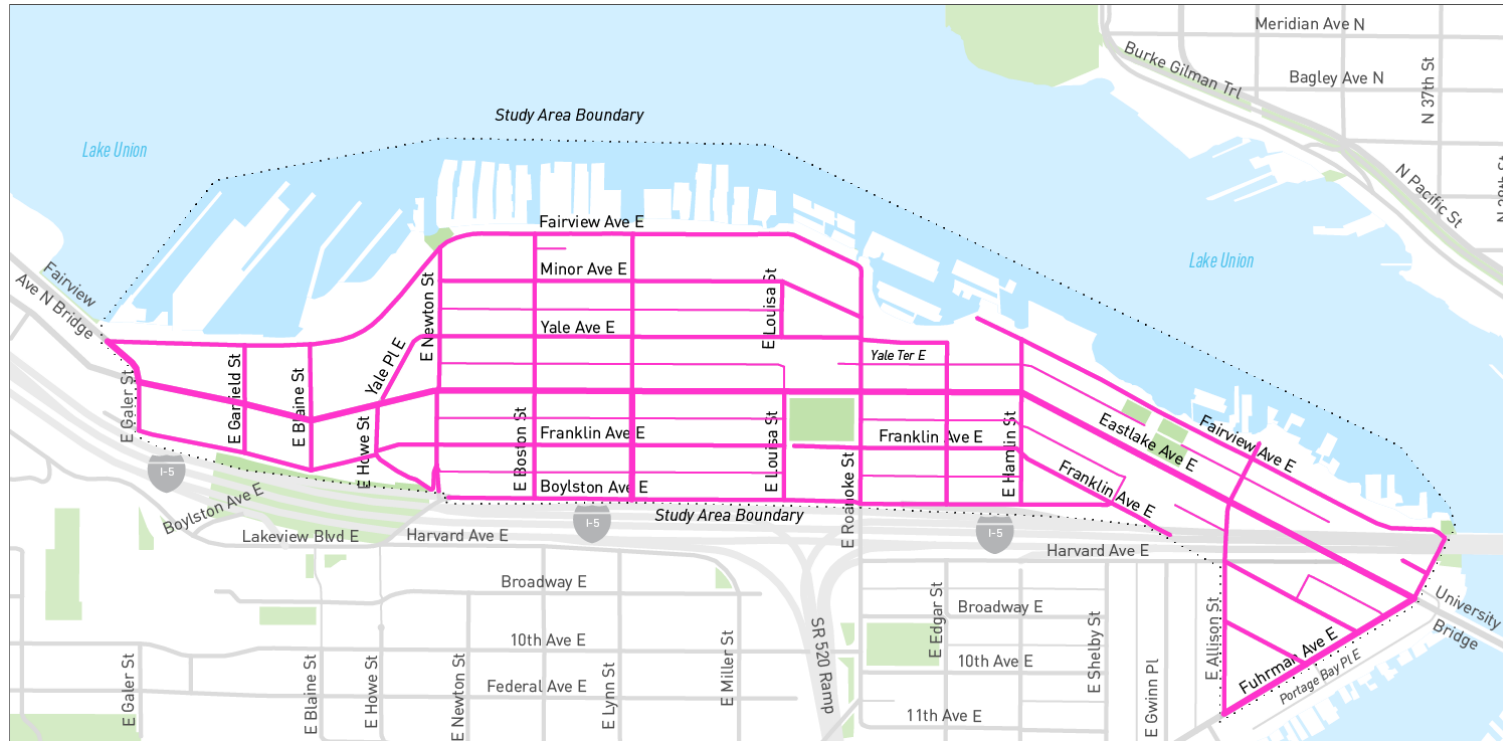 Meridian Ave N
Burke Gilman Trl
Bagley Ave N
N 37th St
Study Area Boundary
Lake Union
N Pacific St
Fairview Ave E
Lake Union
Fairview
Ave N Bridge
Minor Ave E
E Newton St
E Louisa St
Yale Ave E
Yale Pl E
Yale Ter E
E Galer St
E Garfield St
E Blaine St
E Howe St
E Boston St
Franklin Ave E
E Louisa St
Franklin Ave E
E Hamlin St
Eastlake Ave E
Fairview Ave E
Franklin Ave E
I-5
Boylston Ave E
Boylston Ave E
I-5
Study Area Boundary
E Roanoke St
I-5
Lakeview Blvd E
Harvard Ave E
Harvard Ave E
Broadway E
Broadway E
E Edgar St
E Shelby St
E Allison St
University
Bridge
10th Ave E
10th Ave E
E Galer St
E Blaine St
E Howe St
E Newton St
E Lynn St
E Miller St
SR 520 Ramp
E Gwinn Pl
Fuhrman Ave E
Portage Bay Pl E
Federal Ave E
11th Ave E